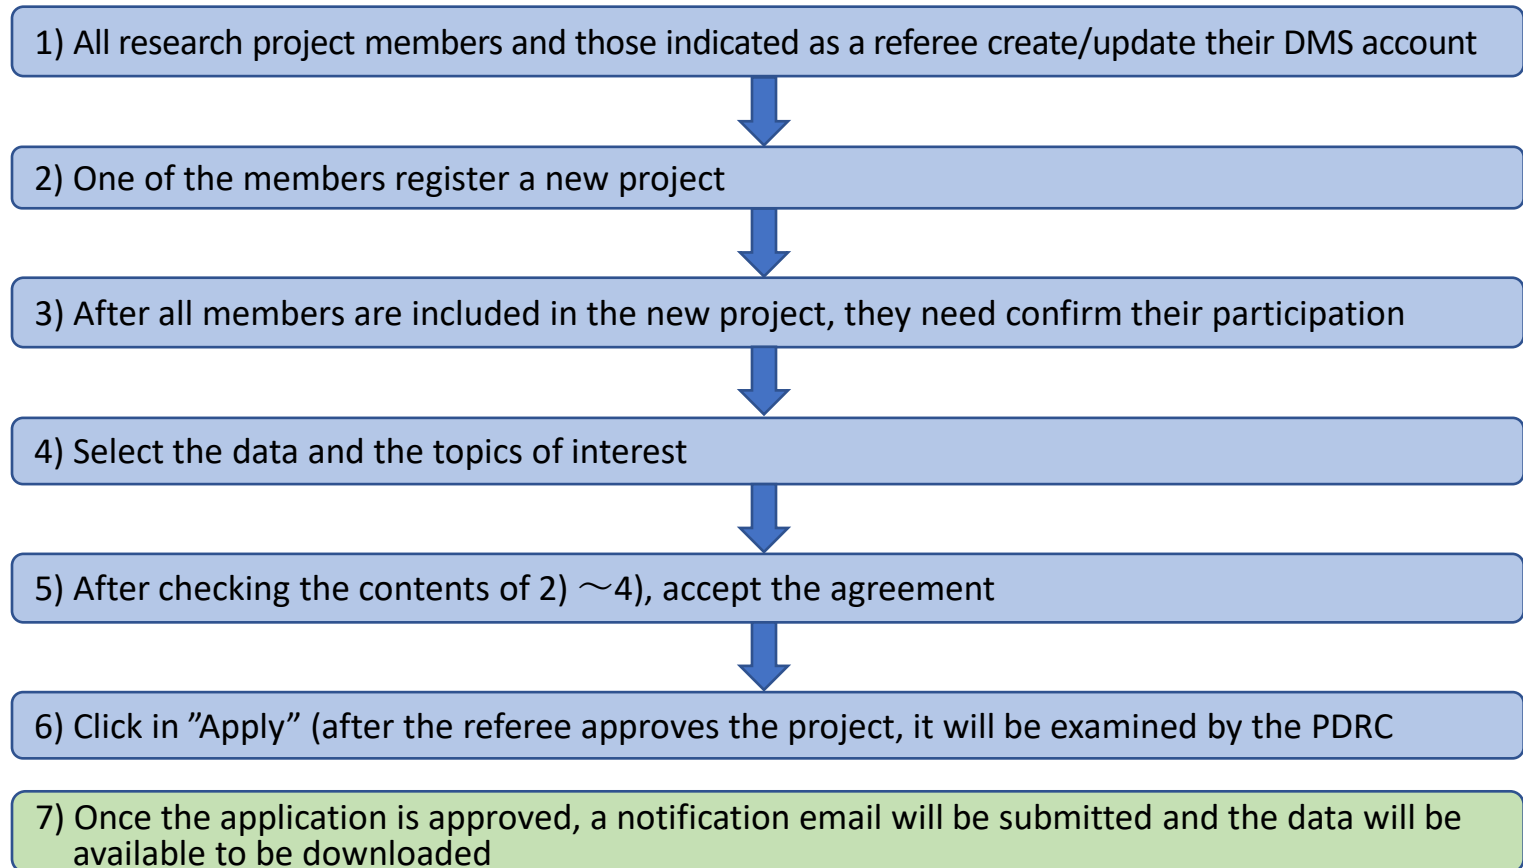 1) All research project members and those indicated as a referee create/update their DMS account
2) One of the members register a new project
3) After all members are included in the new project, they need confirm their participation
4) Select the data and the topics of interest
5) After checking the contents of 2) ～4), accept the agreement
6) Click in ”Apply” (after the referee approves the project, it will be examined by the PDRC
7) Once the application is approved, a notification email will be submitted and the data will be
available to be downloaded